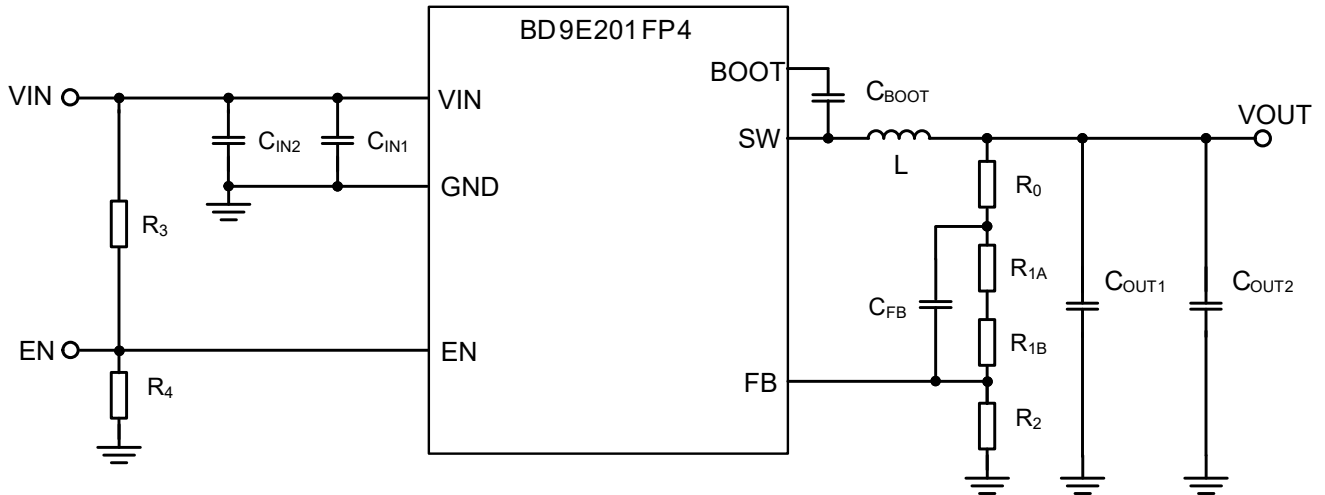 BD9E201FP4
VIN
VIN
CIN2
CIN1
GND
R3
EN
EN
R4
BOOT
CBOOT
SW
L
VOUT
R0
R1A
CFB
R1B
FB
R2
COUT1
COUT2